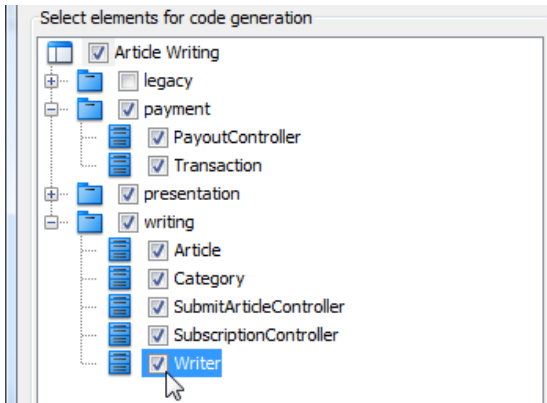 Select elements for code generation
Article Writing
legacy
payment
PayoutController
Transaction
presentation
writing
Article
Category
SubmitArticleController
SubscriptionController
Writer